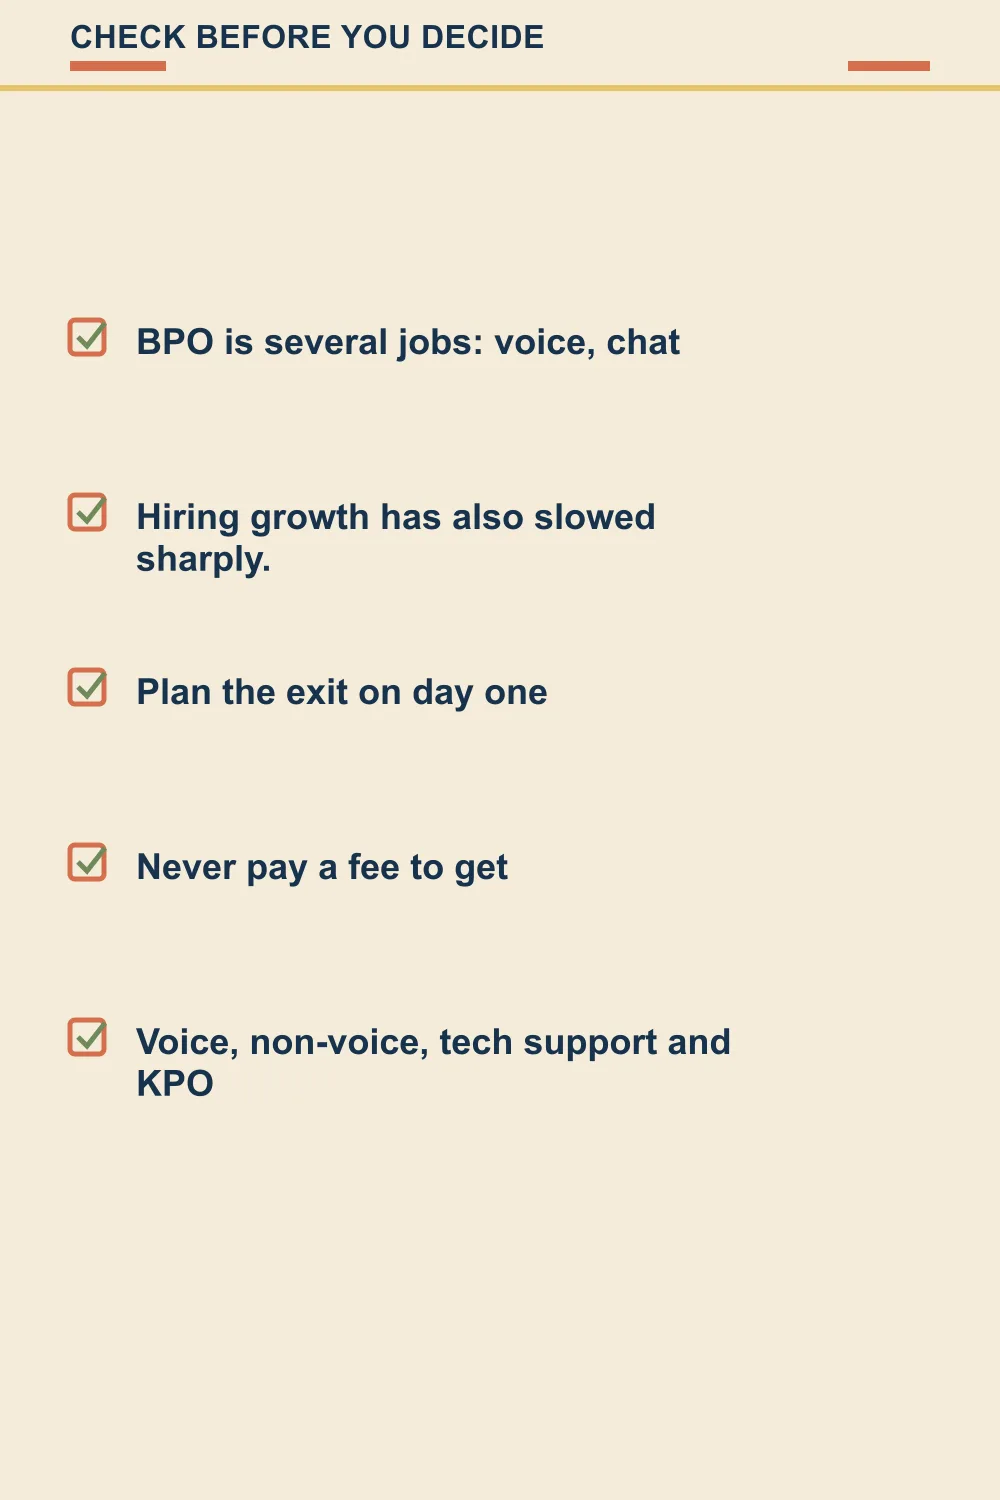 CHECK BEFORE YOU DECIDE
BPO is several jobs: voice, chat
Hiring growth has also slowed
sharply.
Plan the exit on day one
Never pay a fee to get
Voice, non-voice, tech support and
KPO